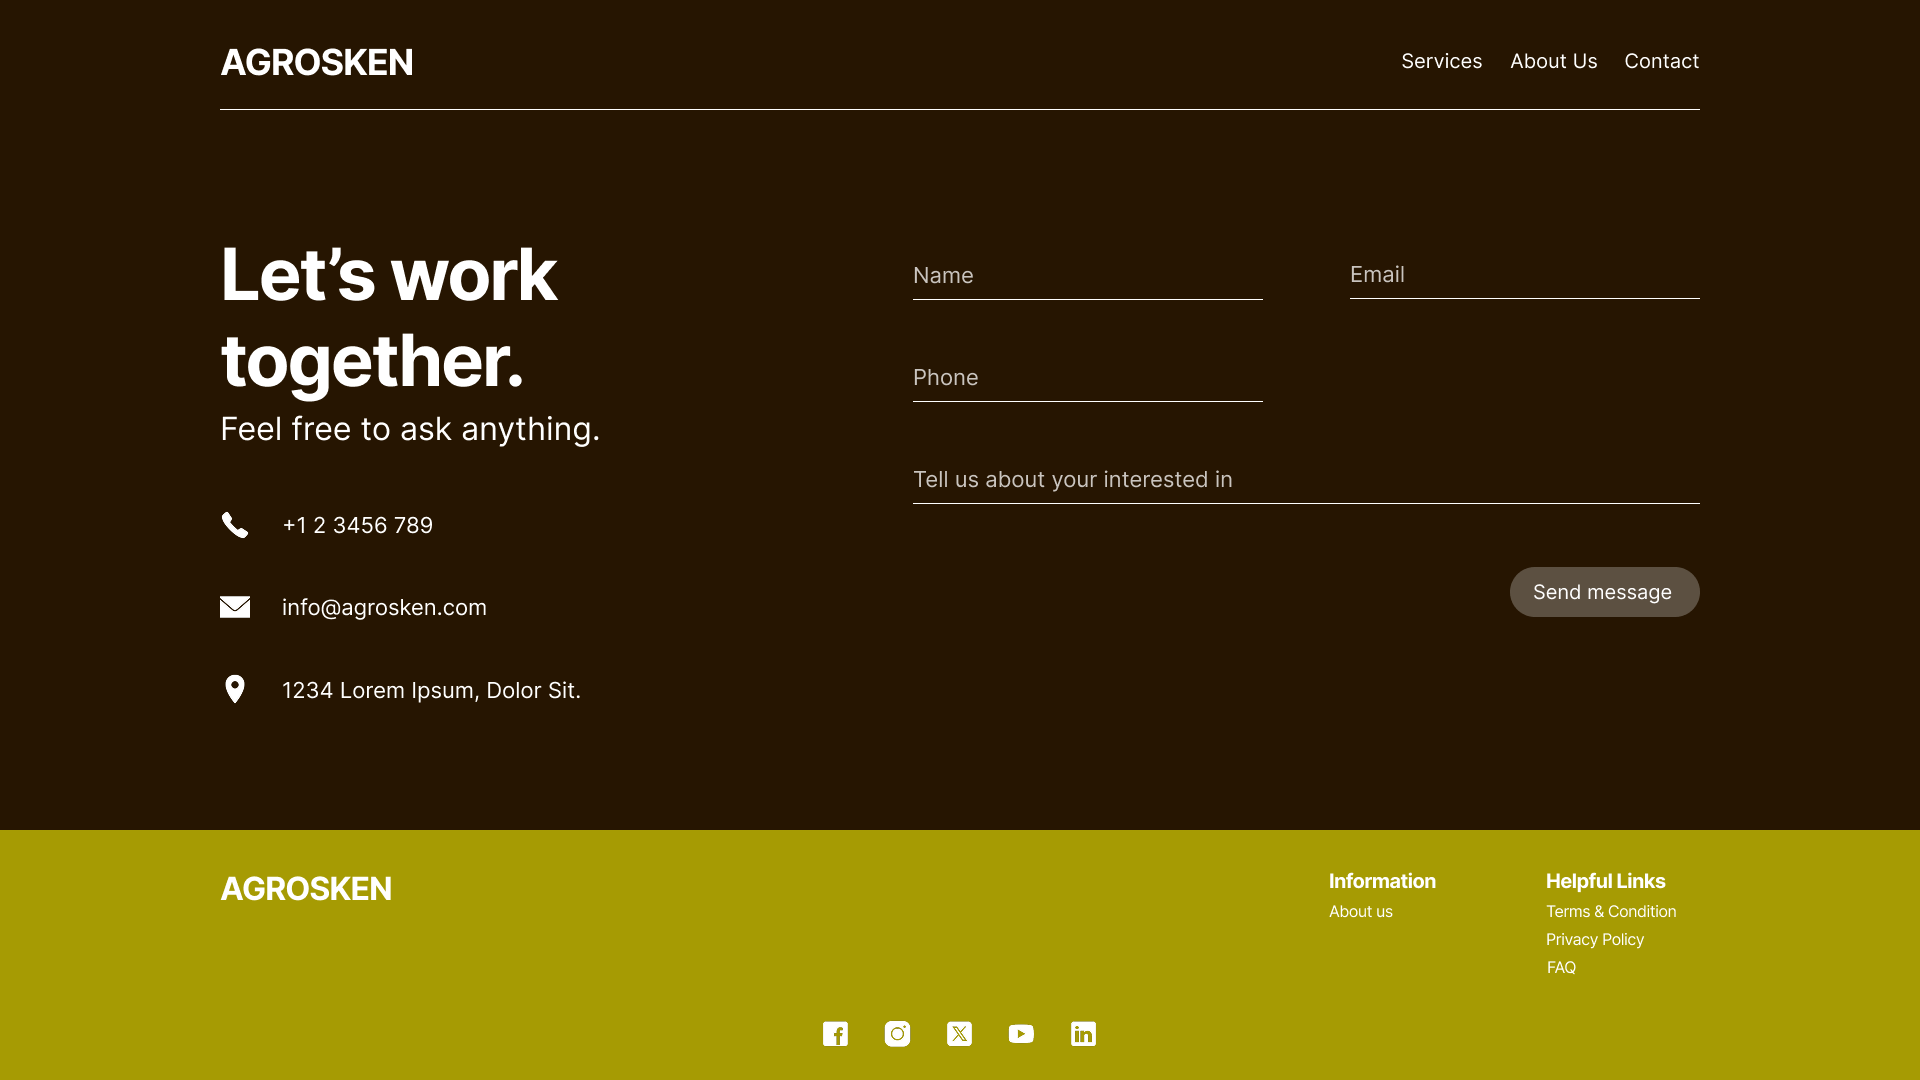 AGROSKEN
Services About Us Contact
Let’s work
together.
Feel free to ask anything.
+1 2 3456 789
info@agrosken.com
1234 Lorem Ipsum, Dolor Sit.
Name
Email
Phone
Tell us about your interested in
Send message
AGROSKEN
Information
About us
Helpful Links
Terms & Condition
Privacy Policy
FAQ